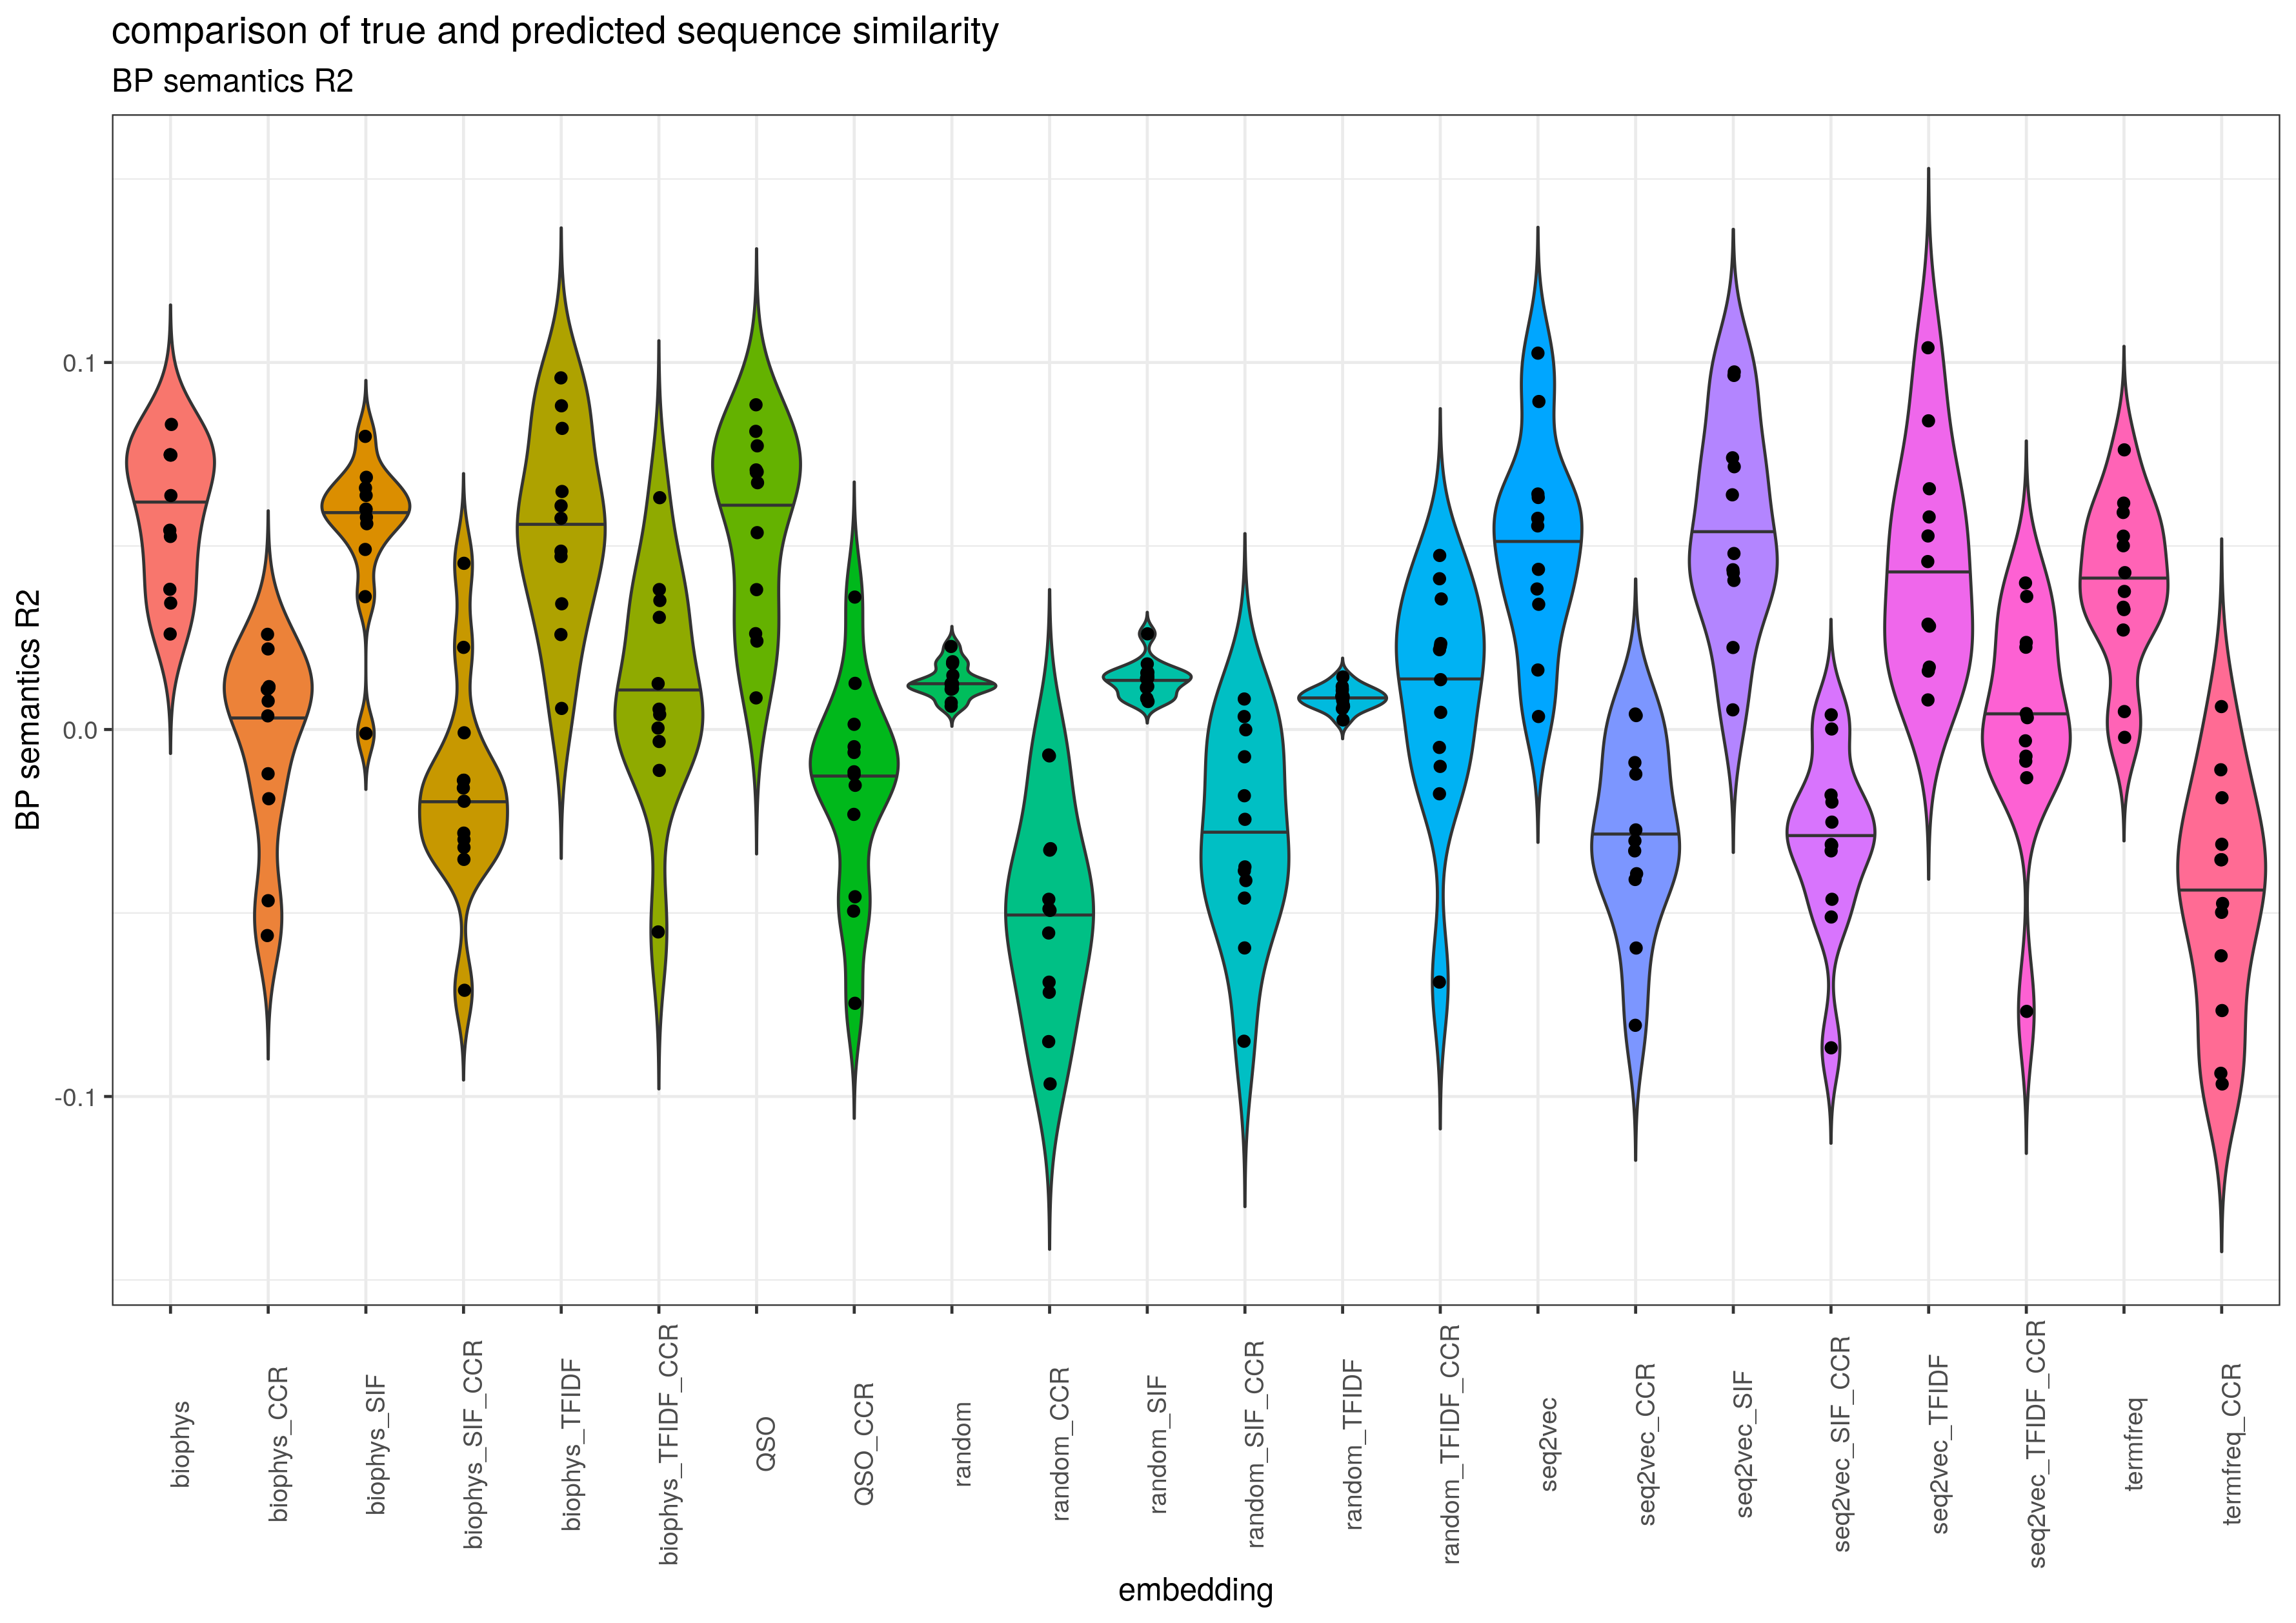 comparison of true and predicted sequence similarity
BP semantics R2
BP semantics R2
0.1
0.0
-0.1
biophys
biophys_CCR
biophys_SIF
biophys_SIF_CCR
biophys_TFIDF
biophys_TFIDF_CCR
QSO
QSO_CCR
random
random_CCR
random_SIF
random_SIF_CCR
random_TFIDF
random_TFIDF_CCR
seq2vec
seq2vec_CCR
seq2vec_SIF
seq2vec_SIF_CCR
seq2vec_TFIDF
seq2vec_TFIDF_CCR
termfreq
termfreq_CCR
embedding